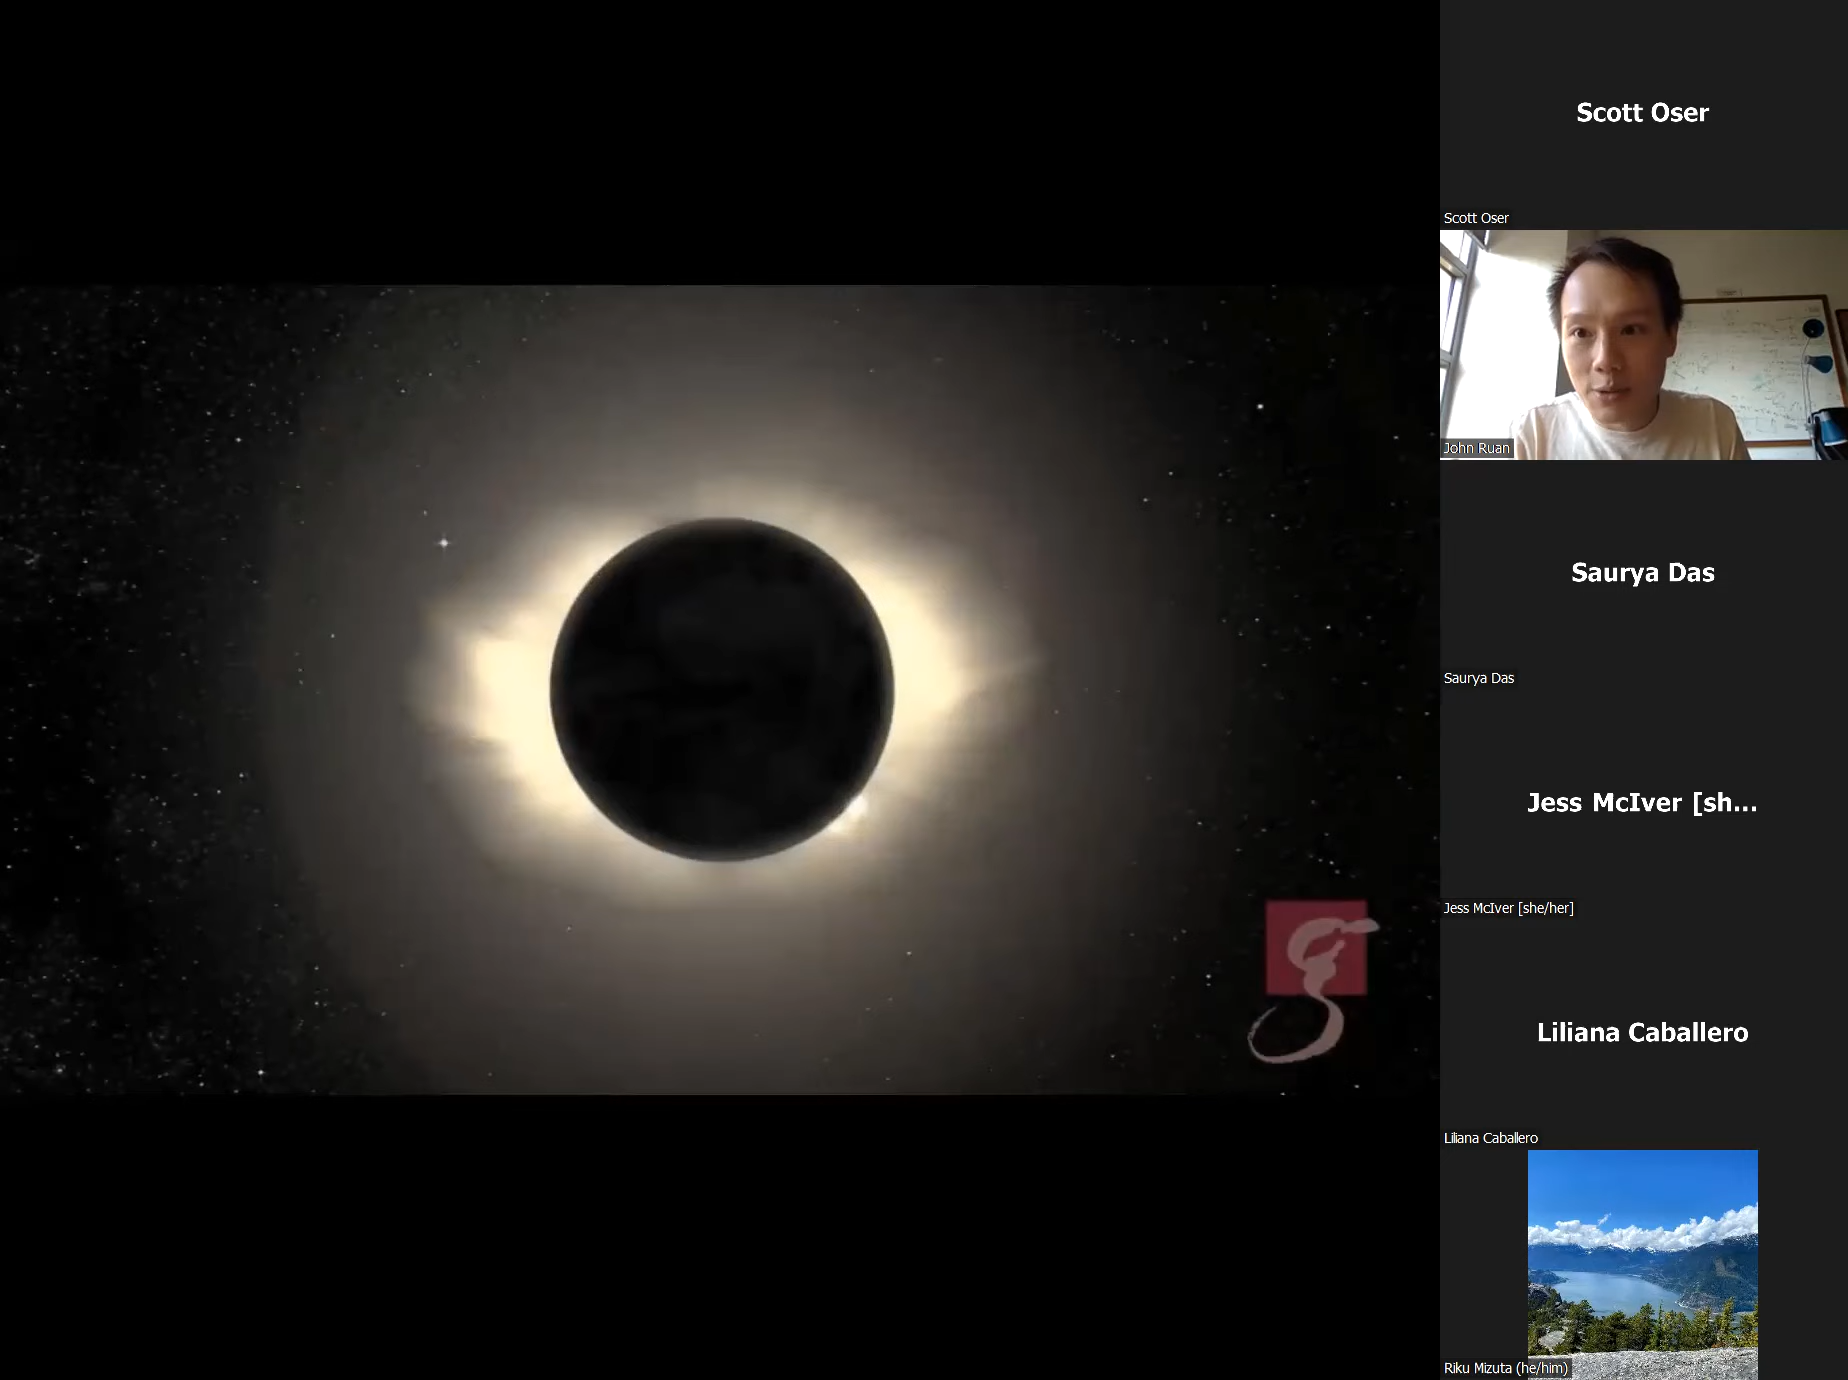 Scott Oser
Scott Oser
John Ruan
Saurya Das
Saurya Das
Jess McIver [sh...
Jess McIver [she/her]
Liliana Caballero
Liliana Caballero
Riku Mizuta (he/him)